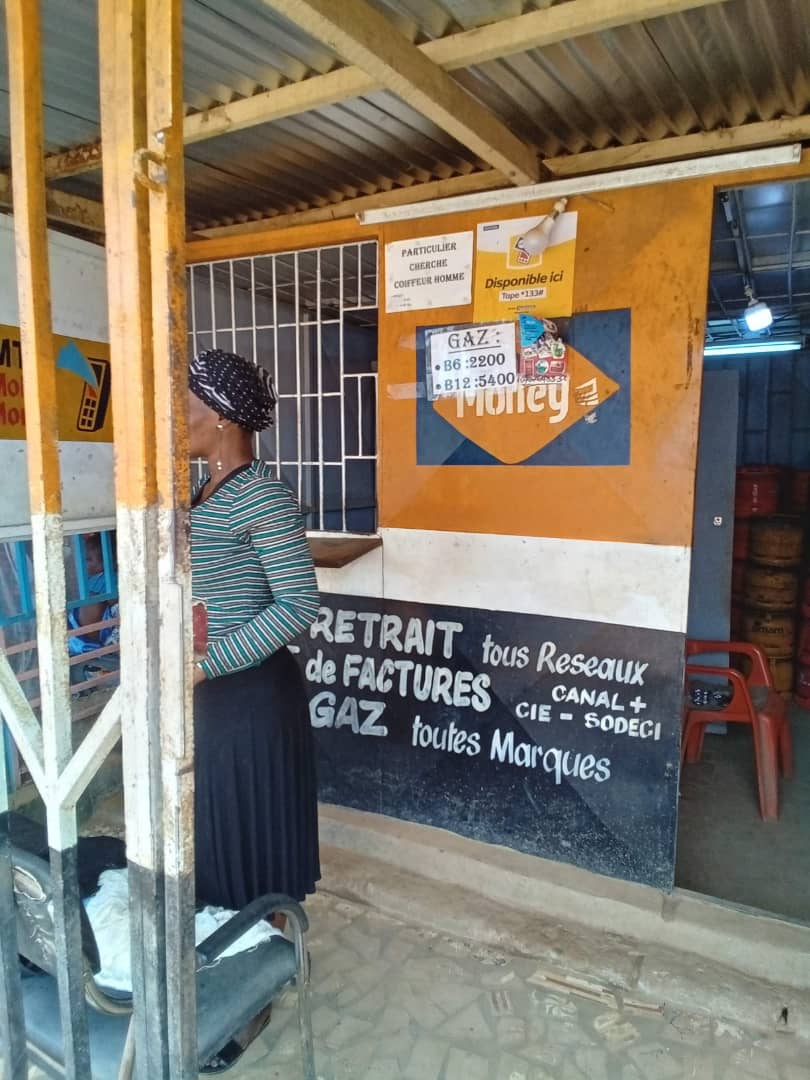 PARTICULIER
CHERCHE
COIFFEUR HOMME
Disponible ici
Tape *133#
GAZ :
• B6 :2200
• B12 :5400
Money
RETRAIT tous Reseaux
de FACTURES CANAL +
CIE - SODECI
GAZ toutes Marques